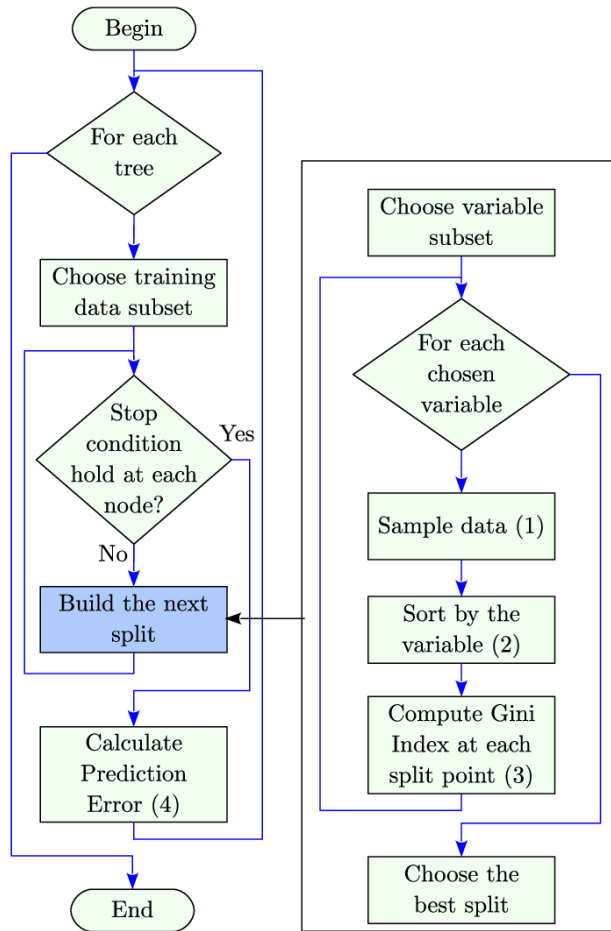 Begin
For each
tree
Choose training
data subset
Stop
condition
hold at each
node?
Yes
No
Build the next
split
Calculate
Prediction
Error (4)
End
Choose variable
subset
For each
chosen
variable
Sample data (1)
Sort by the
variable (2)
Compute Gini
Index at each
split point (3)
Choose the
best split